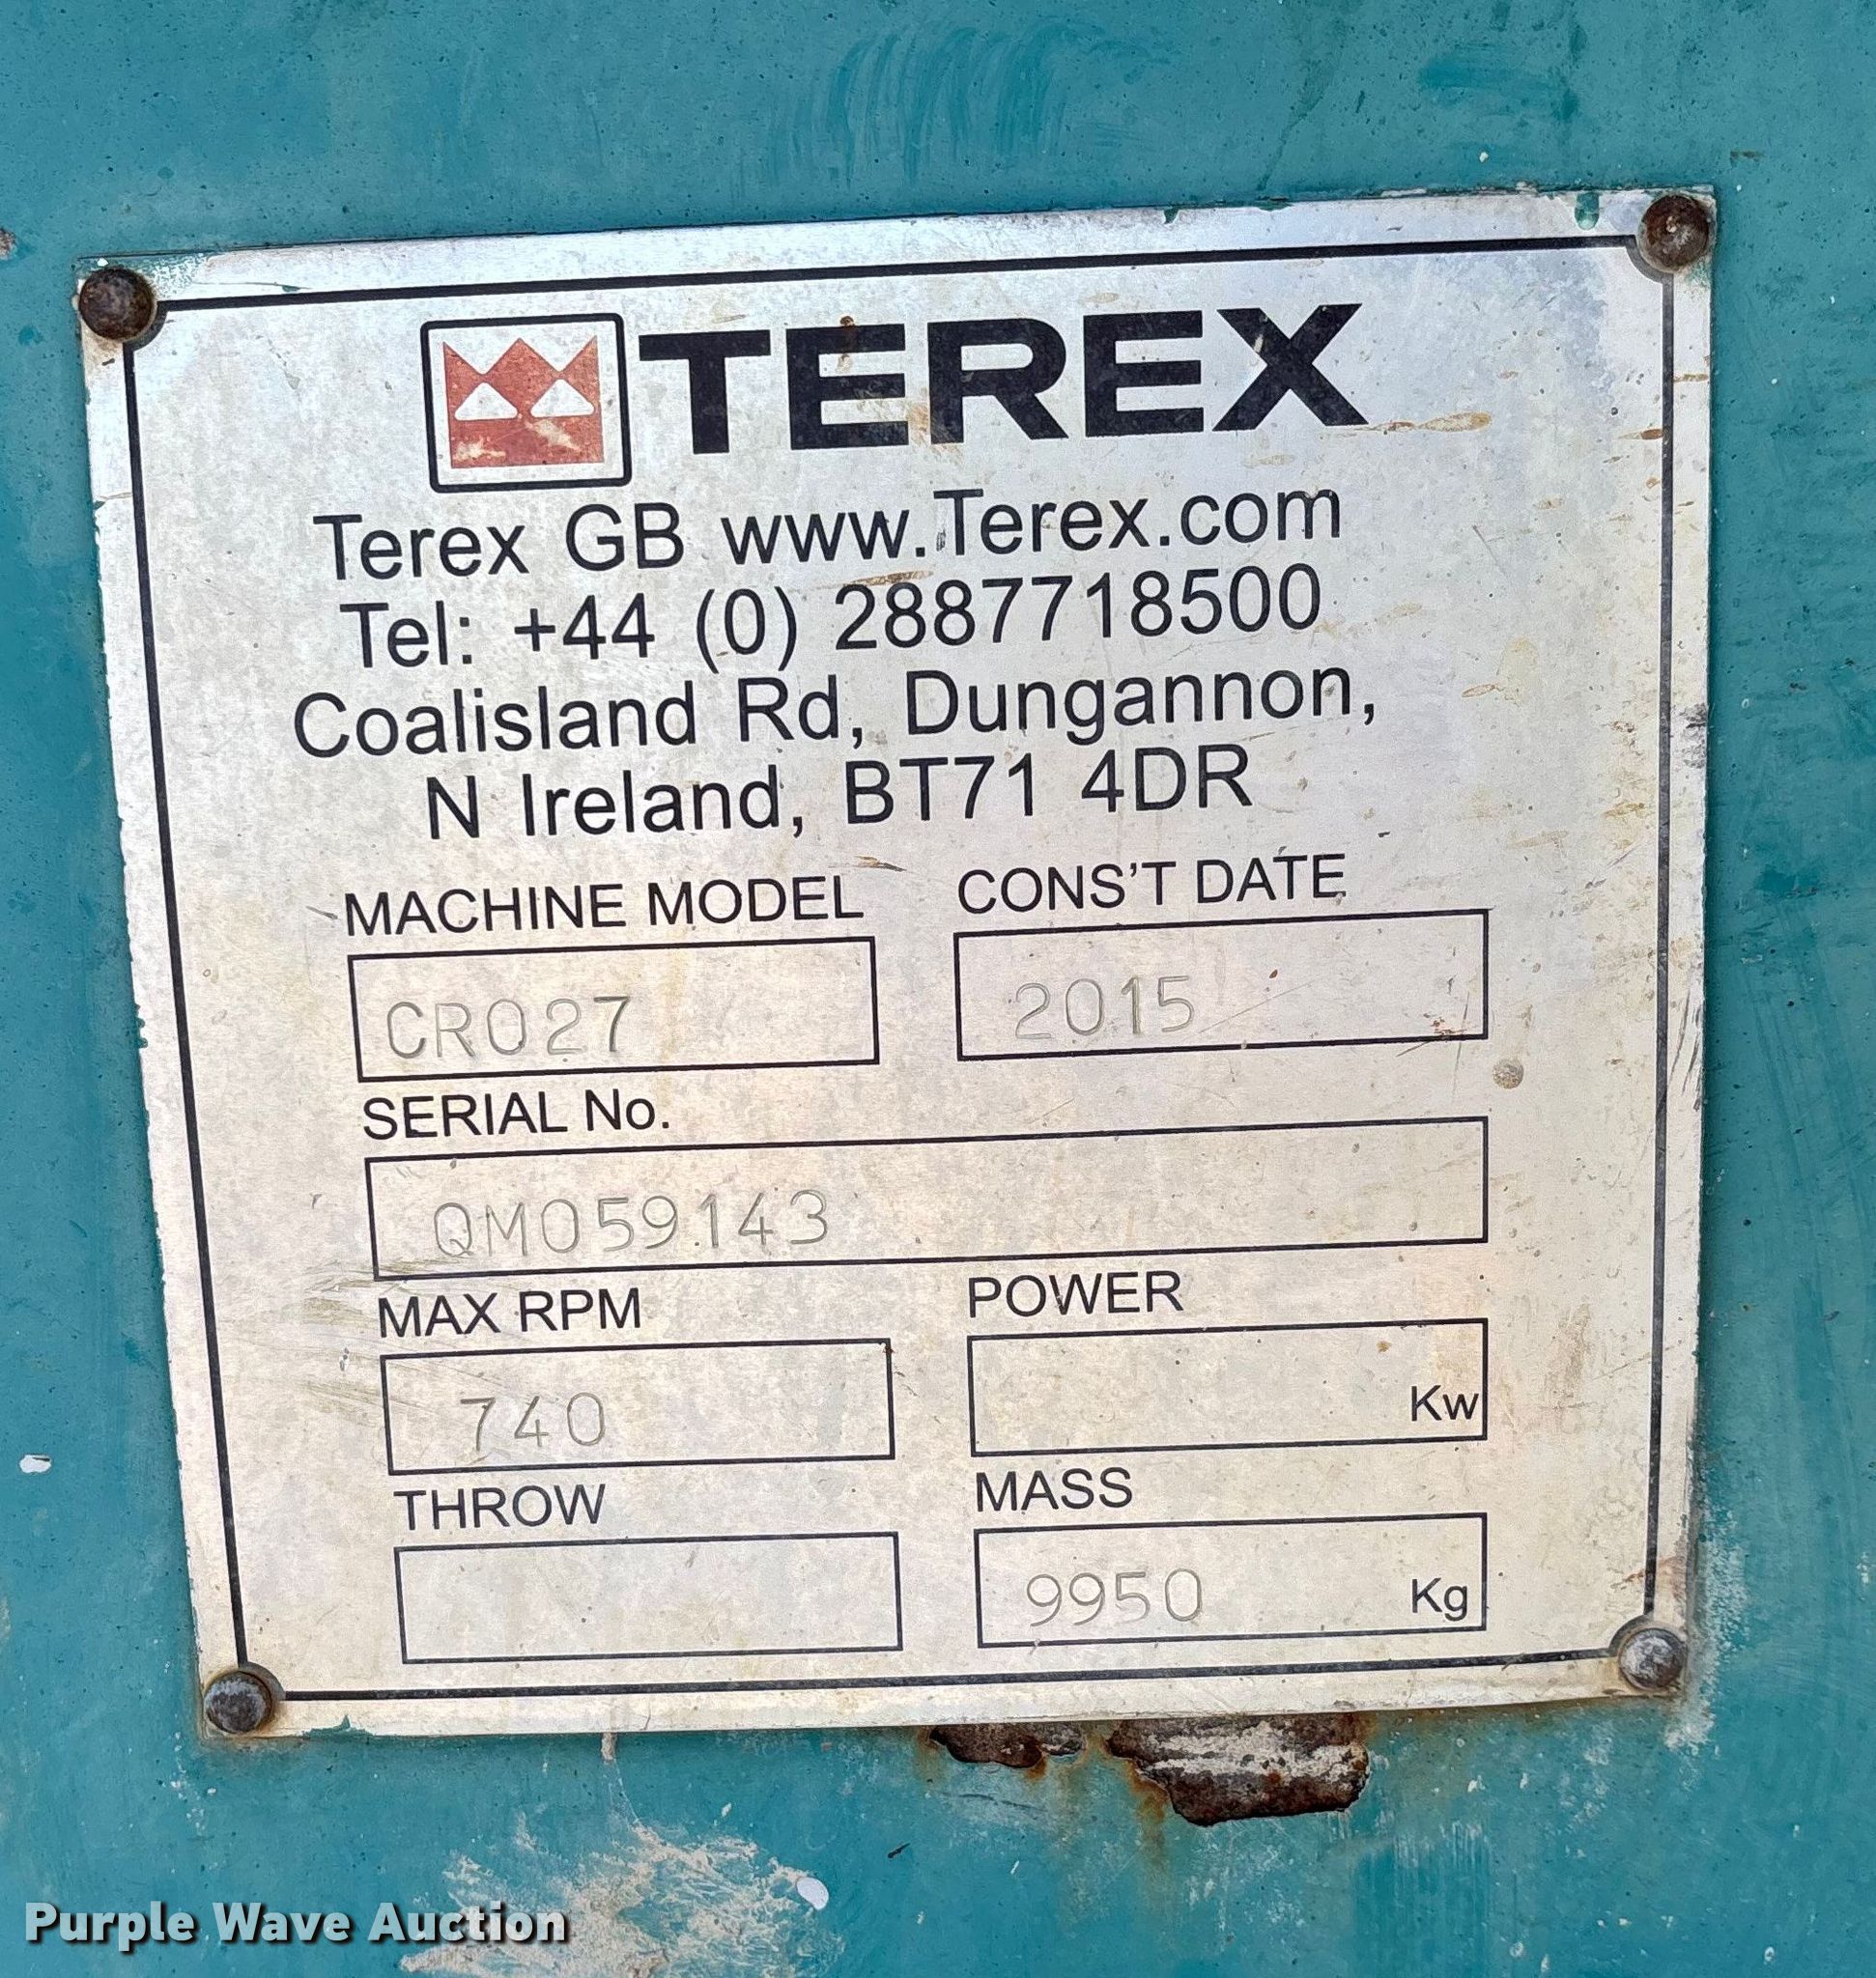 TEREX
Terex GB www.Terex.com
Tel: +44 (0) 2887718500
Coalisland Rd, Dungannon,
N Ireland, BT71 4DR
MACHINE MODEL CONS'T DATE
CR027 2015
SERIAL No.
QM059143
MAX RPM POWER
740 Kw
THROW MASS
9950 Kg
Purple Wave Auction